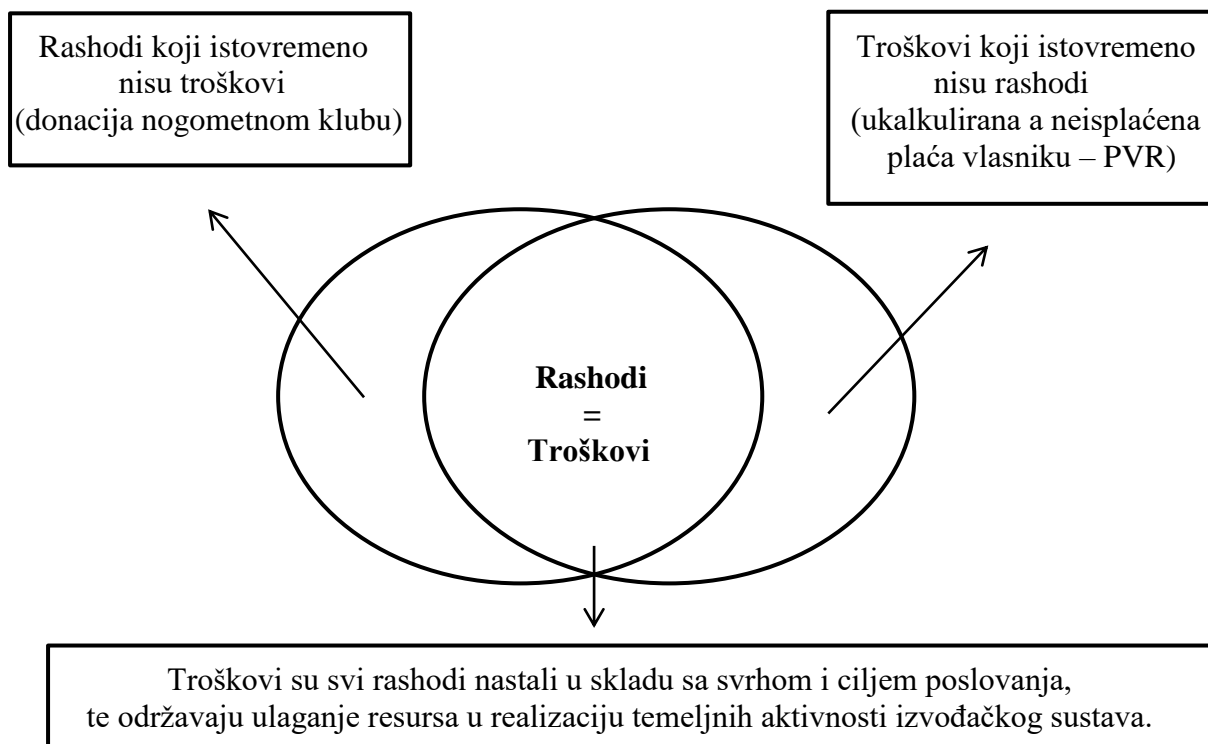 Rashodi koji istovremeno
nisu troškovi
(donacija nogometnom klubu)
Troškovi koji istovremeno
nisu rashodi
(ukalkulirana a neisplaćena
plaća vlasniku – PVR)
Rashodi
=
Troškovi
Troškovi su svi rashodi nastali u skladu sa svrhom i ciljem poslovanja,
te održavaju ulaganje resursa u realizaciju temeljnih aktivnosti izvođačkog sustava.